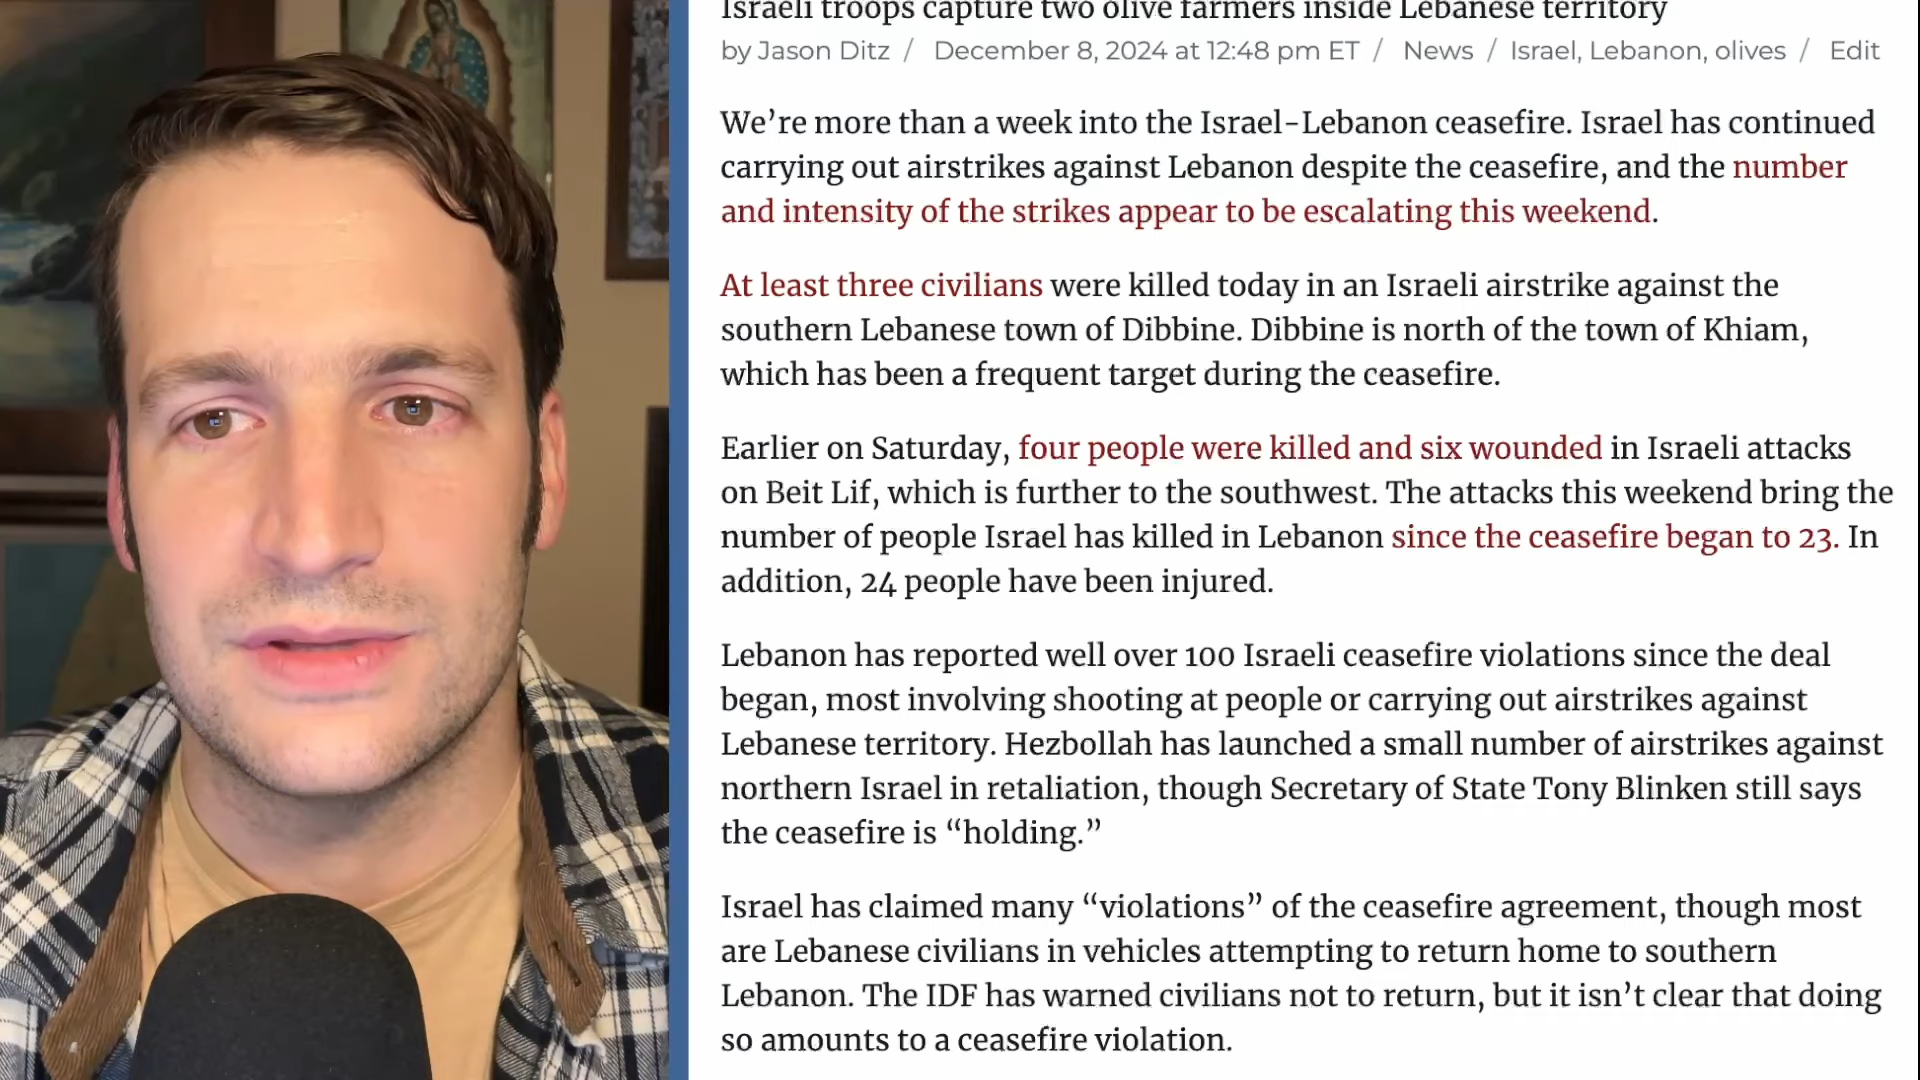 Israeli troops capture two olive farmers inside Lebanese territory
by Jason Ditz / December 8, 2024 at 12:48 pm ET / News / Israel, Lebanon, olives / Edit
We’re more than a week into the Israel-Lebanon ceasefire. Israel has continued
carrying out airstrikes against Lebanon despite the ceasefire, and the number
and intensity of the strikes appear to be escalating this weekend.
At least three civilians were killed today in an Israeli airstrike against the
southern Lebanese town of Dibbine. Dibbine is north of the town of Khiam,
which has been a frequent target during the ceasefire.
Earlier on Saturday, four people were killed and six wounded in Israeli attacks
on Beit Lif, which is further to the southwest. The attacks this weekend bring the
number of people Israel has killed in Lebanon since the ceasefire began to 23. In
addition, 24 people have been injured.
Lebanon has reported well over 100 Israeli ceasefire violations since the deal
began, most involving shooting at people or carrying out airstrikes against
Lebanese territory. Hezbollah has launched a small number of airstrikes against
northern Israel in retaliation, though Secretary of State Tony Blinken still says
the ceasefire is “holding.”
Israel has claimed many “violations” of the ceasefire agreement, though most
are Lebanese civilians in vehicles attempting to return home to southern
Lebanon. The IDF has warned civilians not to return, but it isn’t clear that doing
so amounts to a ceasefire violation.